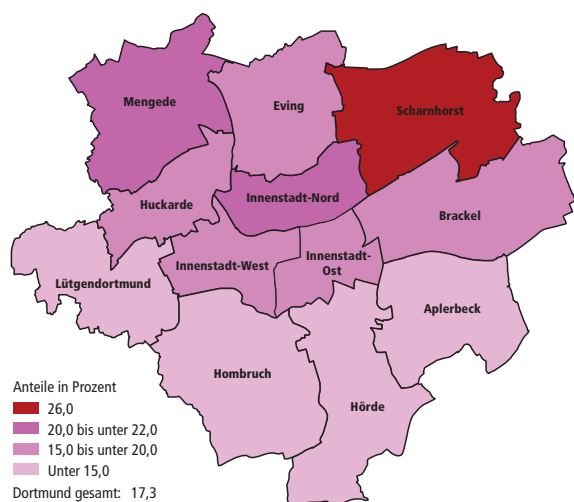 Mengede
Eving
Scharnhorst
Huckarde
Innenstadt-Nord
Brackel
Lütgendortmund
Innenstadt-West
Innenstadt-
Ost
Aplerbeck
Hombruch
Hörde
Anteile in Prozent
26,0
20,0 bis unter 22,0
15,0 bis unter 20,0
Unter 15,0
Dortmund gesamt: 17,3